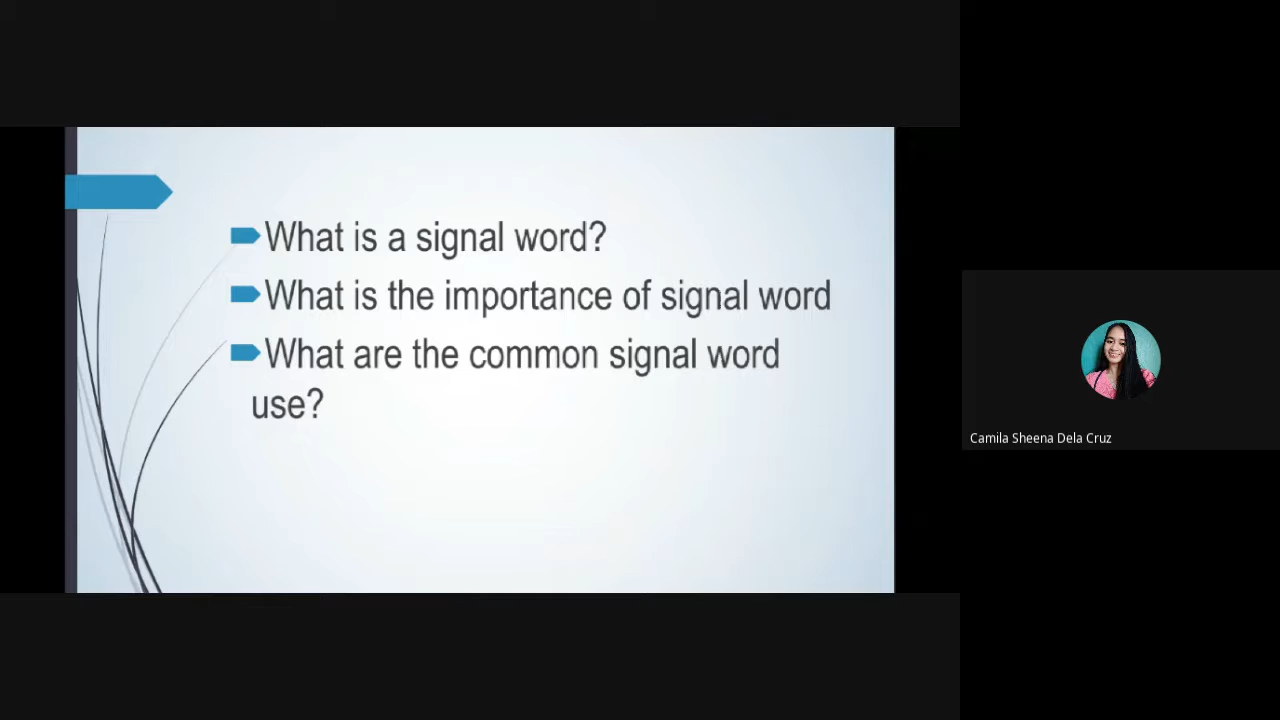 What is a signal word?
What is the importance of signal word
What are the common signal word
use?
Camila Sheena Dela Cruz